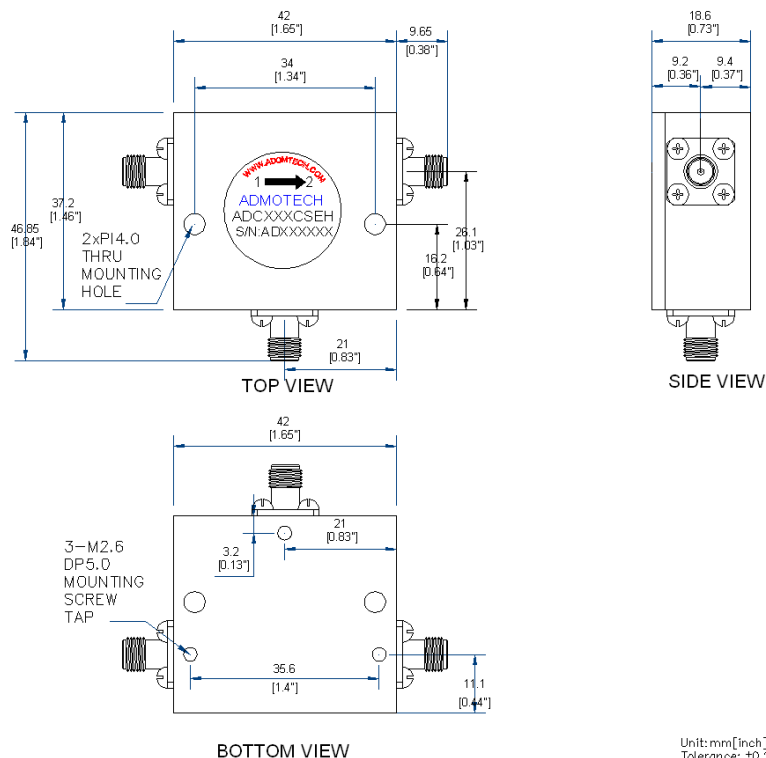 42
[1.65"]
9.65
[0.38"]
34
[1.34"]
18.6
[0.73"]
9.2
[0.36"]
9.4
[0.37"]
WWW.ADOMTECH.COM
1 2
ADMOTECH
ADCXXXCSEH
S/N:ADXXXXXX
46.85
[1.84"]
37.2
[1.46"]
2xPI4.0
THRU
MOUNTING
HOLE
26.1
[1.03"]
16.2
[0.64"]
21
[0.83"]
TOP VIEW
SIDE VIEW
42
[1.65"]
3-M2.6
DP5.0
MOUNTING
SCREW
TAP
3.2
[0.13"]
21
[0.83"]
35.6
[1.4"]
11.1
[0.44"]
BOTTOM VIEW
Unit:mm[inch]
Tolerance: ±0.